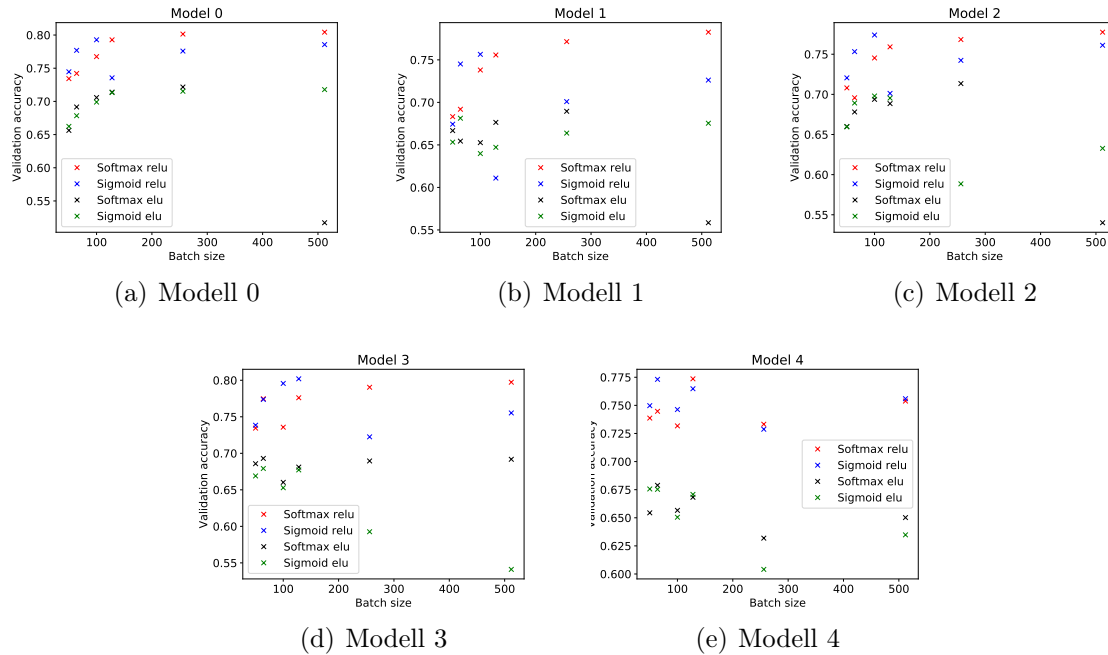 Model 0
Validation accuracy
0.80
0.75
0.70
0.65
0.60
0.55
Softmax relu
Sigmoid relu
Softmax elu
Sigmoid elu
100 200 300 400 500
Batch size
(a) Modell 0
Model 1
Validation accuracy
0.75
0.70
0.65
0.60
0.55
Softmax relu
Sigmoid relu
Softmax elu
Sigmoid elu
100 200 300 400 500
Batch size
(b) Modell 1
Model 2
Validation accuracy
0.75
0.70
0.65
0.60
0.55
Softmax relu
Sigmoid relu
Softmax elu
Sigmoid elu
100 200 300 400 500
Batch size
(c) Modell 2
Model 3
Validation accuracy
0.80
0.75
0.70
0.65
0.60
0.55
Softmax relu
Sigmoid relu
Softmax elu
Sigmoid elu
100 200 300 400 500
Batch size
(d) Modell 3
Model 4
Validation accuracy
0.775
0.750
0.725
0.700
0.675
0.650
0.625
0.600
Softmax relu
Sigmoid relu
Softmax elu
Sigmoid elu
100 200 300 400 500
Batch size
(e) Modell 4